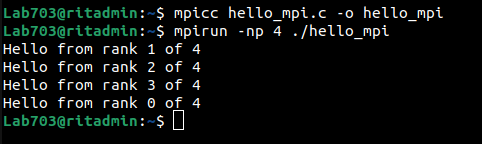 Lab703@ritadmin:~$ mpicc hello_mpi.c -o hello_mpi
Lab703@ritadmin:~$ mpirun -np 4 ./hello_mpi
Hello from rank 1 of 4
Hello from rank 2 of 4
Hello from rank 3 of 4
Hello from rank 0 of 4
Lab703@ritadmin:~$